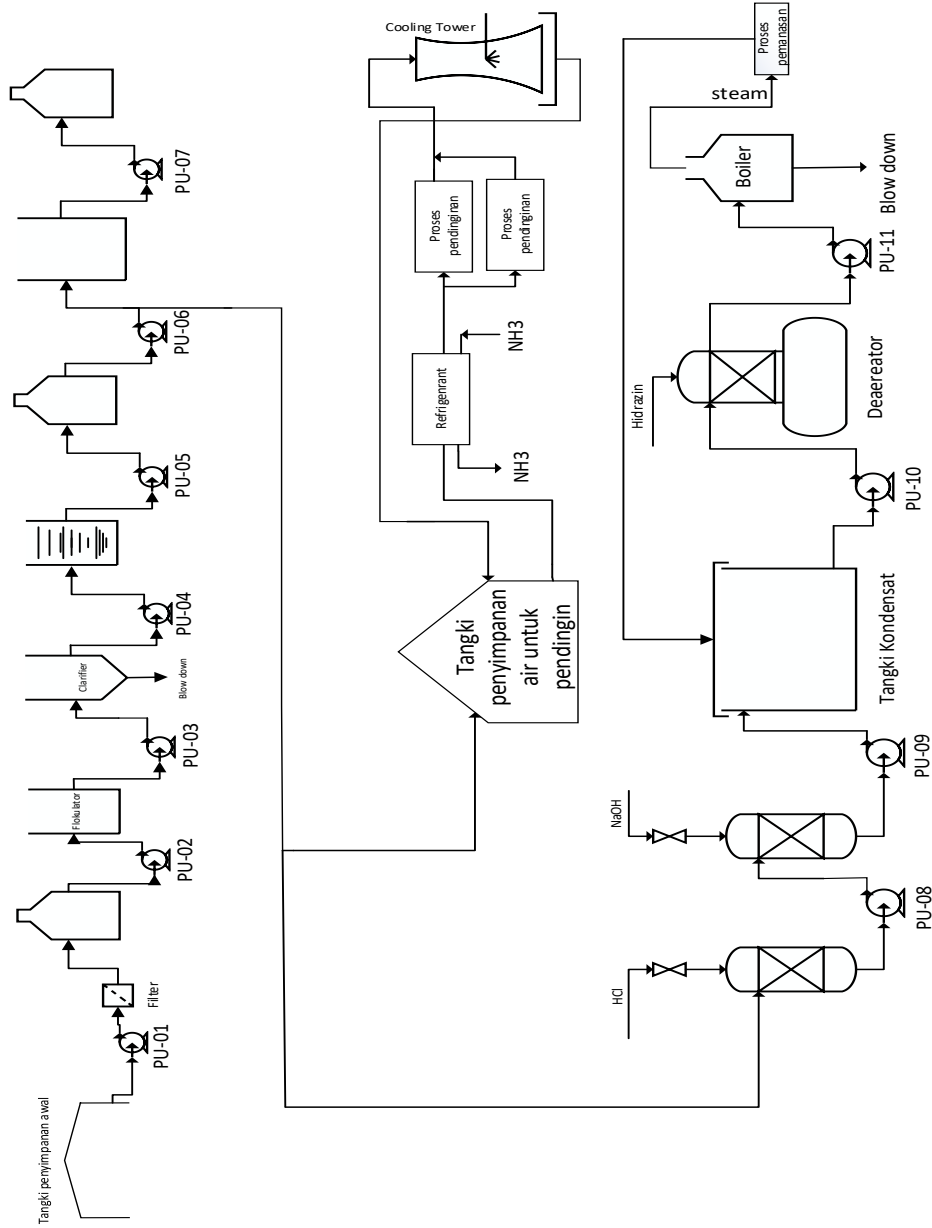 Tangki penyimpanan awal
PU-01
Filter
PU-02
Flokulator
PU-03
Clarifier
Blow down
PU-04
PU-05
PU-06
PU-07
Cooling Tower
Proses
pendinginan
Proses
pendinginan
Refrigenrant
NH3
NH3
Tangki
penyimpanan
air untuk
pendingin
HCl
NaOH
PU-08
PU-09
Tangki Kondensat
PU-10
Hidrazin
Deaereator
PU-11
Boiler
Blow down
steam
Proses
pemanasan